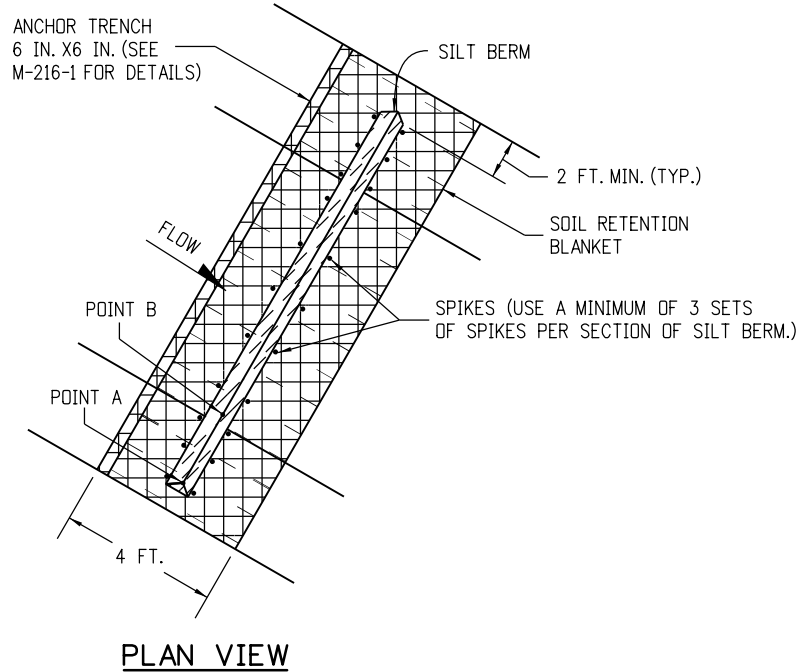 ANCHOR TRENCH
6 IN. X6 IN. (SEE
M-216-1 FOR DETAILS)
SILT BERM
2 FT. MIN. (TYP.)
SOIL RETENTION
BLANKET
FLOW
POINT B
SPIKES (USE A MINIMUM OF 3 SETS
OF SPIKES PER SECTION OF SILT BERM.)
POINT A
4 FT.
PLAN VIEW